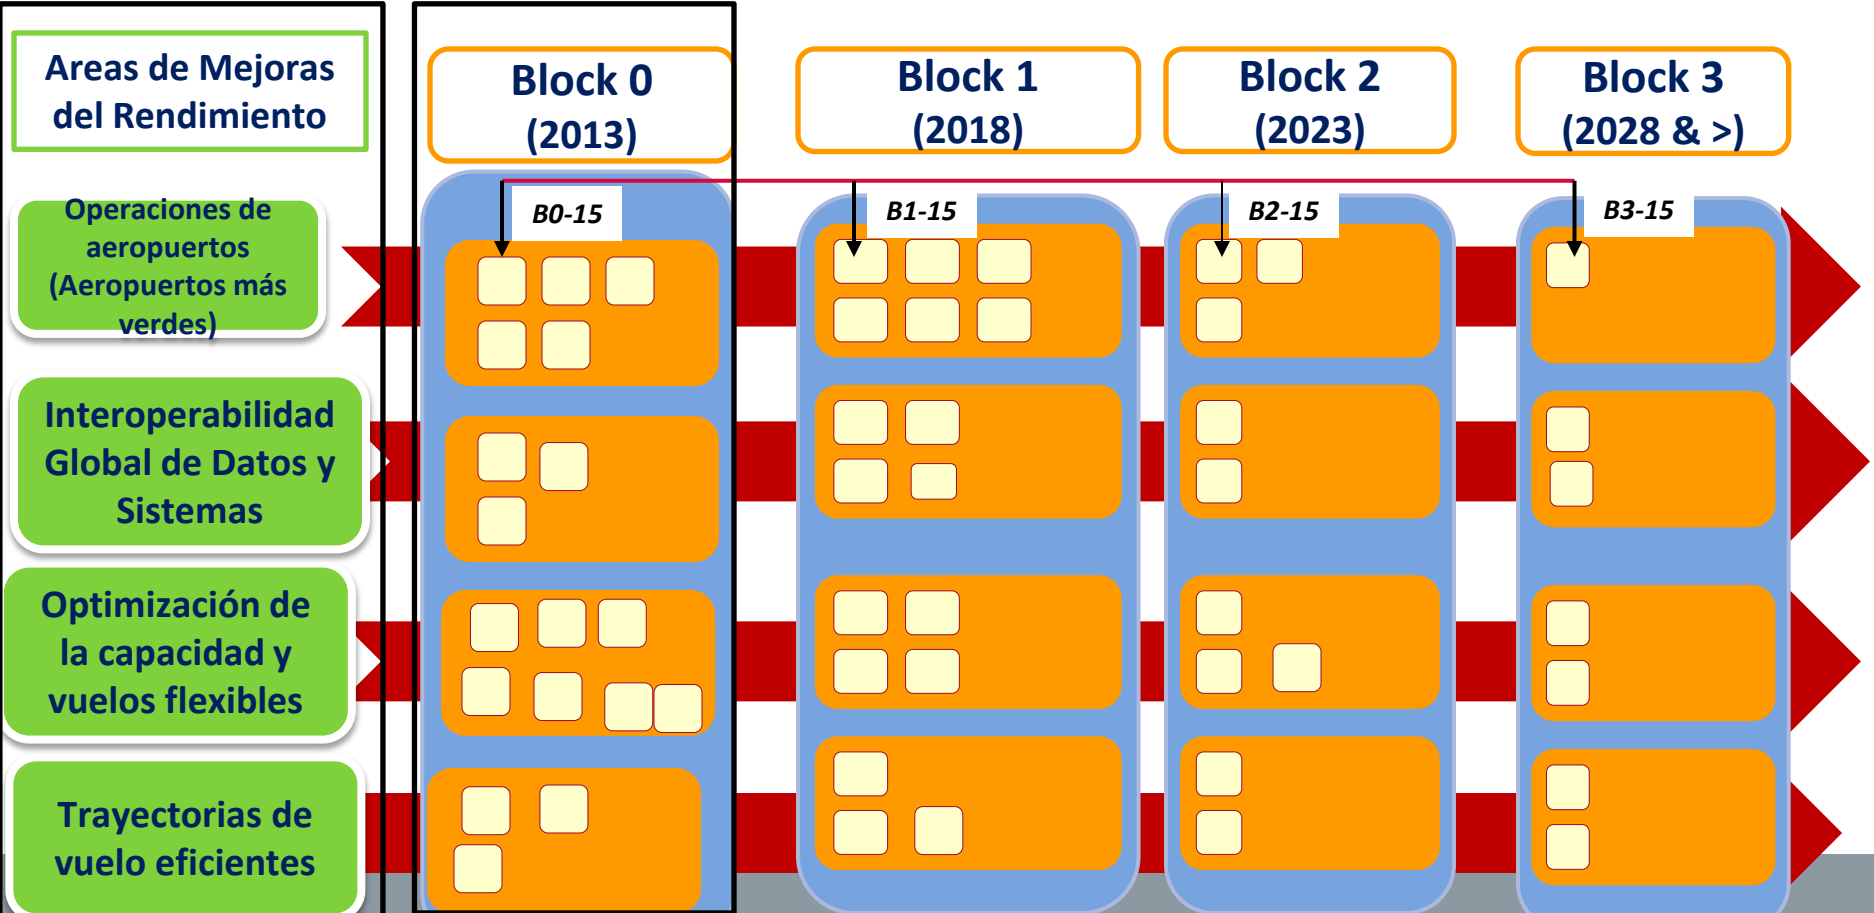 Areas de Mejoras
del Rendimiento
Block 0
(2013)
Block 1
(2018)
Block 2
(2023)
Block 3
(2028 & >)
B0-15
B1-15
B2-15
B3-15
Operaciones de
aeropuertos
(Aeropuertos más
verdes)
Interoperabilidad
Global de Datos y
Sistemas
Optimización de
la capacidad y
vuelos flexibles
Trayectorias de
vuelo eficientes